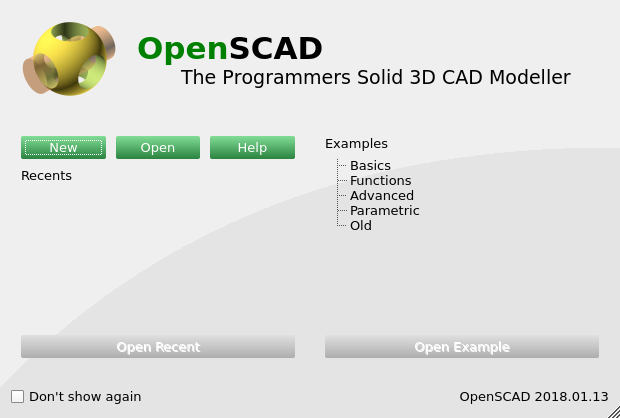 OpenSCAD
The Programmers Solid 3D CAD Modeller
New Open Help
Recents
Examples
Basics
Functions
Advanced
Parametric
Old
Open Recent
Open Example
Don't show again
OpenSCAD 2018.01.13